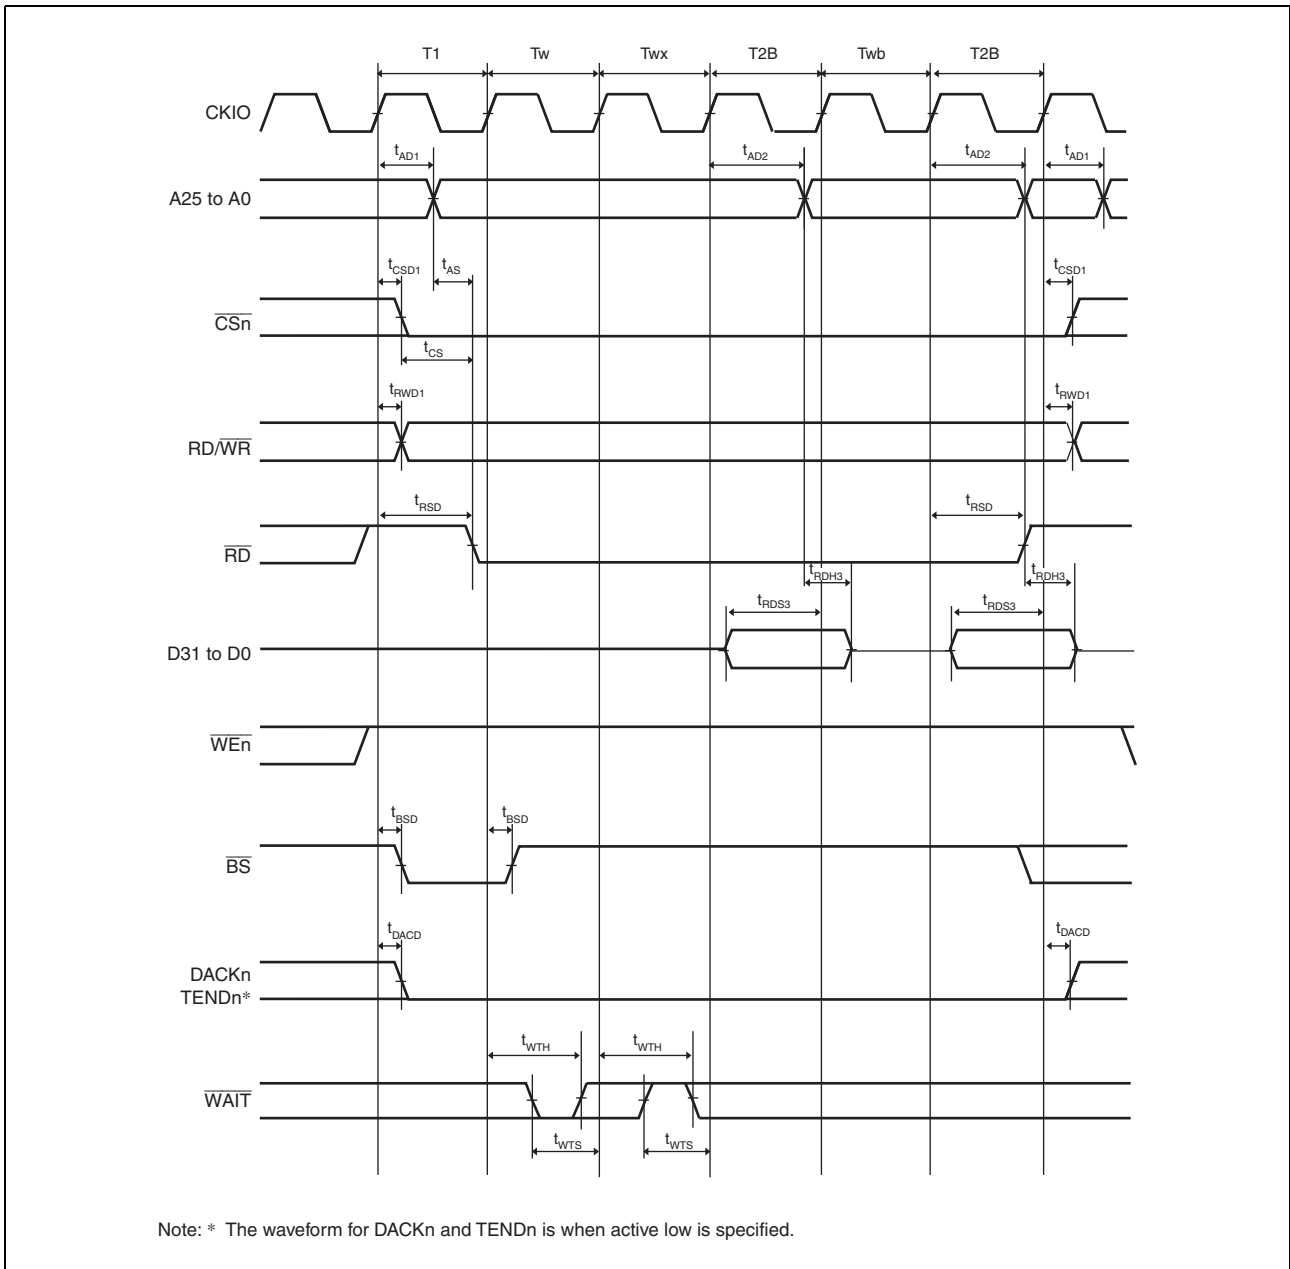 T1 Tw Twx T2B Twb T2B
CKIO
tAD1 tAD2 tAD2 tAD1
A25 to A0
tCSD1 tAS tCSD1
CSn
tCS
tRWD1 tRWD1
RD/WR
tRSD tRSD
RD
tRDH3 tRDH3
tRDS3 tRDS3
D31 to D0
WEn
tBSD tBSD
BS
tDACD tDACD
DACKn
TENDn*
tWTH tWTH
WAIT
tWTS tWTS
Note: * The waveform for DACKn and TENDn is when active low is specified.